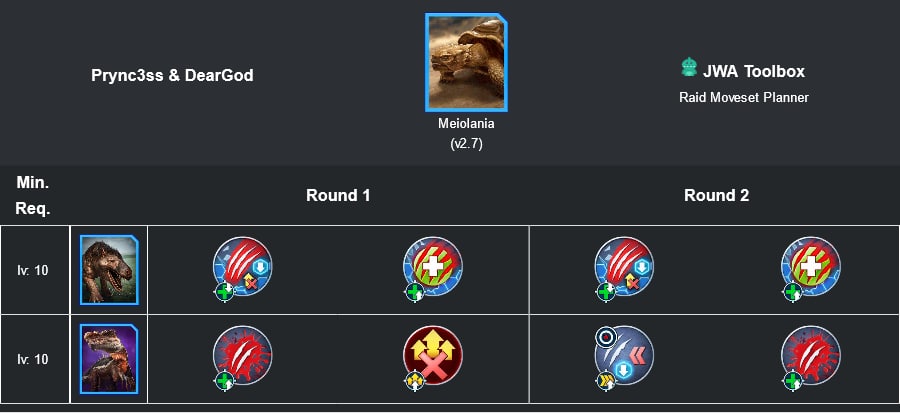 Prync3ss & DearGod
Meiolania
(v2.7)
JWA Toolbox
Raid Moveset Planner
Min.
Req.
Round 1
Round 2
lv: 10
lv: 10